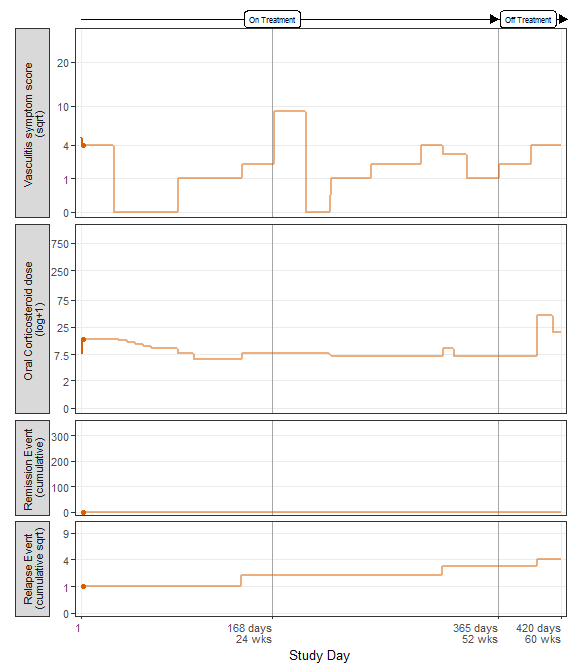 On Treatment
Off Treatment
Vasculitis symptom score
(sqrt)
20
10
4
1
0
Oral Corticosteroid dose
(log+1)
750
250
75
25
7.5
2
0
Remission Event
(cumulative)
300
200
100
0
Relapse Event
(cumulative sqrt)
9
4
1
0
1
168 days
24 wks
365 days
52 wks
420 days
60 wks
Study Day